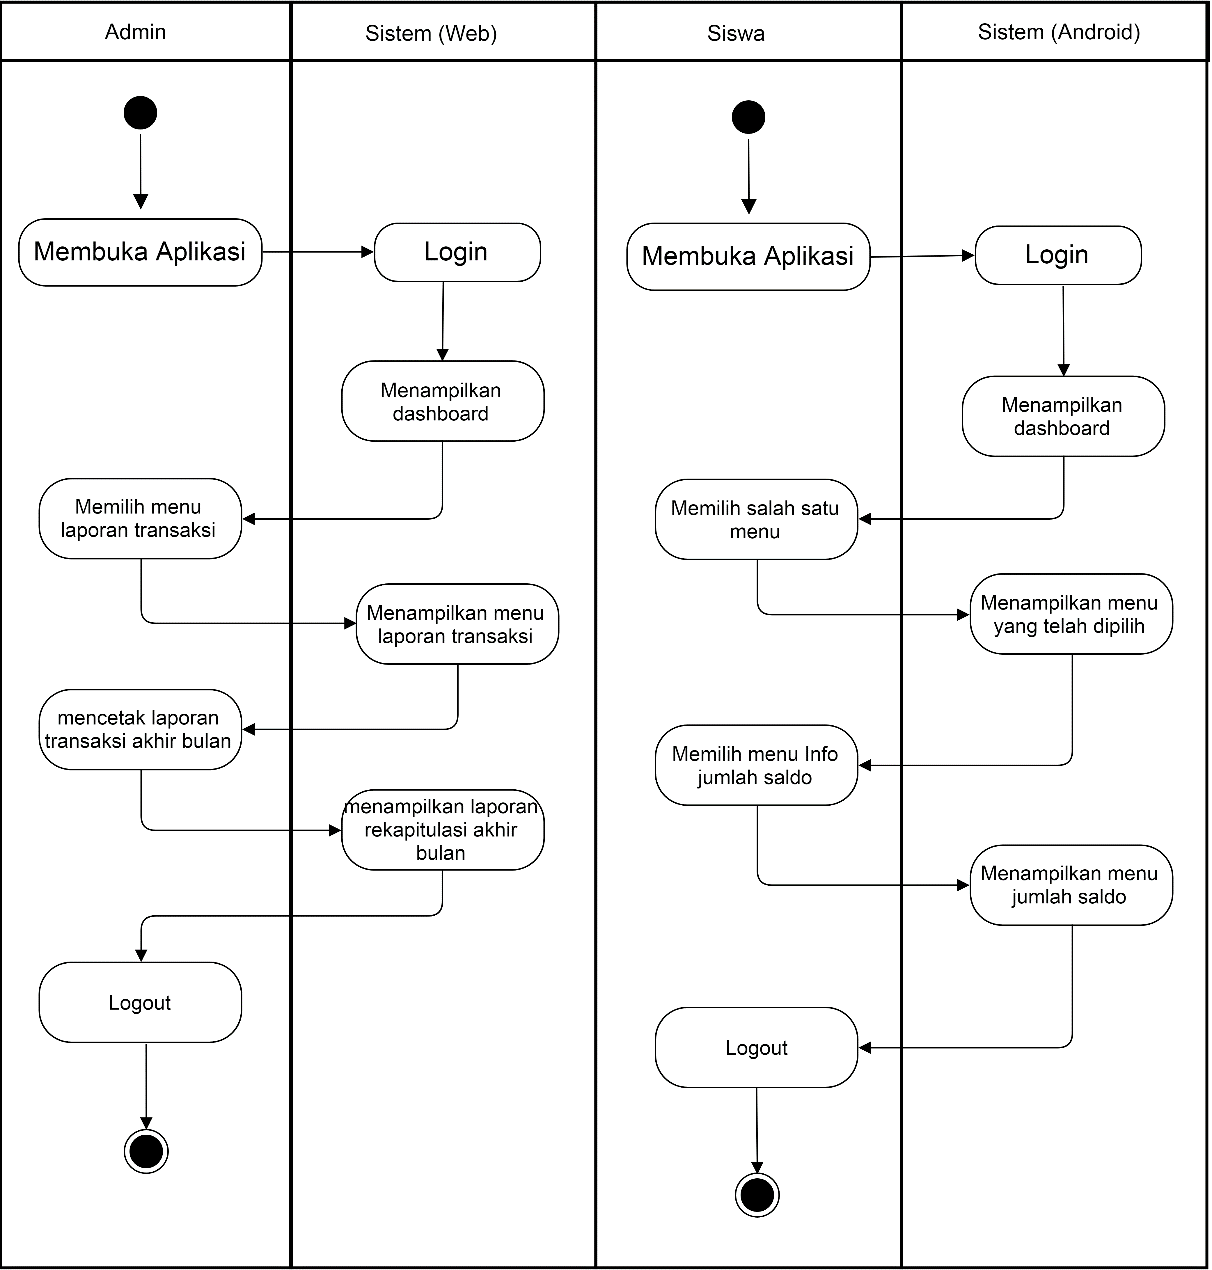 Admin
Sistem (Web)
Siswa
Sistem (Android)
Membuka Aplikasi
Login
Menampilkan
dashboard
Memilih menu
laporan transaksi
Menampilkan menu
laporan transaksi
mencetak laporan
transaksi akhir bulan
menampilkan laporan
rekapitulasi akhir
bulan
Logout
Membuka Aplikasi
Login
Menampilkan
dashboard
Memilih salah satu
menu
Menampilkan menu
yang telah dipilih
Memilih menu Info
jumlah saldo
Menampilkan menu
jumlah saldo
Logout